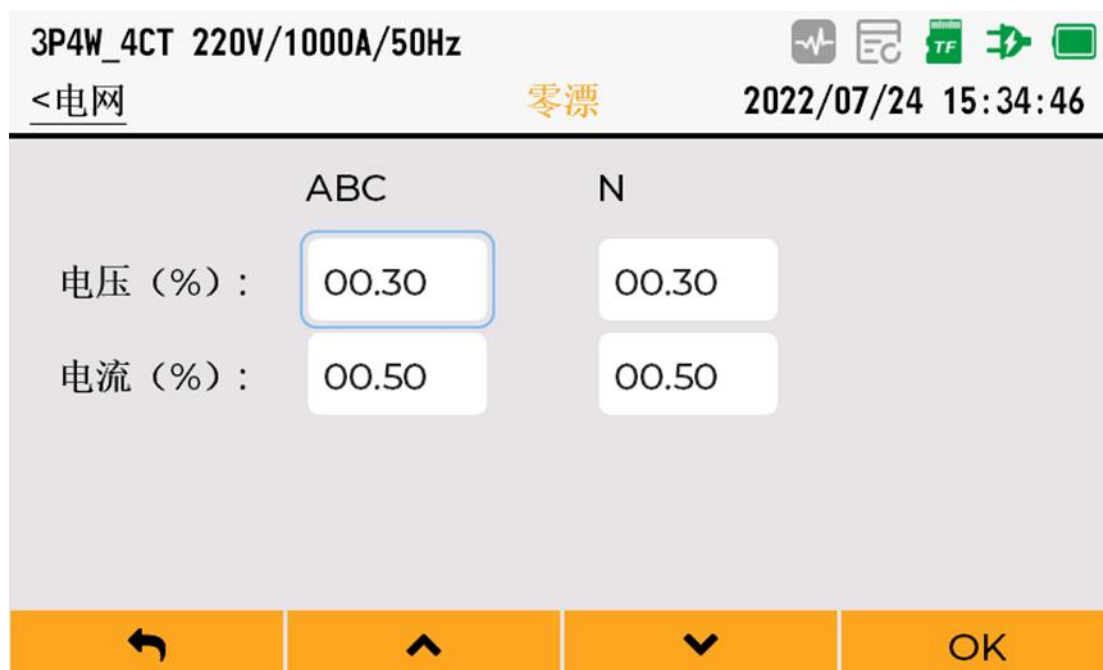 3P4W_4CT 220V/1000A/50Hz
TF
<电网 零漂 2022/07/24 15:34:46
ABC N
电压（%）: 00.30 00.30
电流（%）: 00.50 00.50
OK